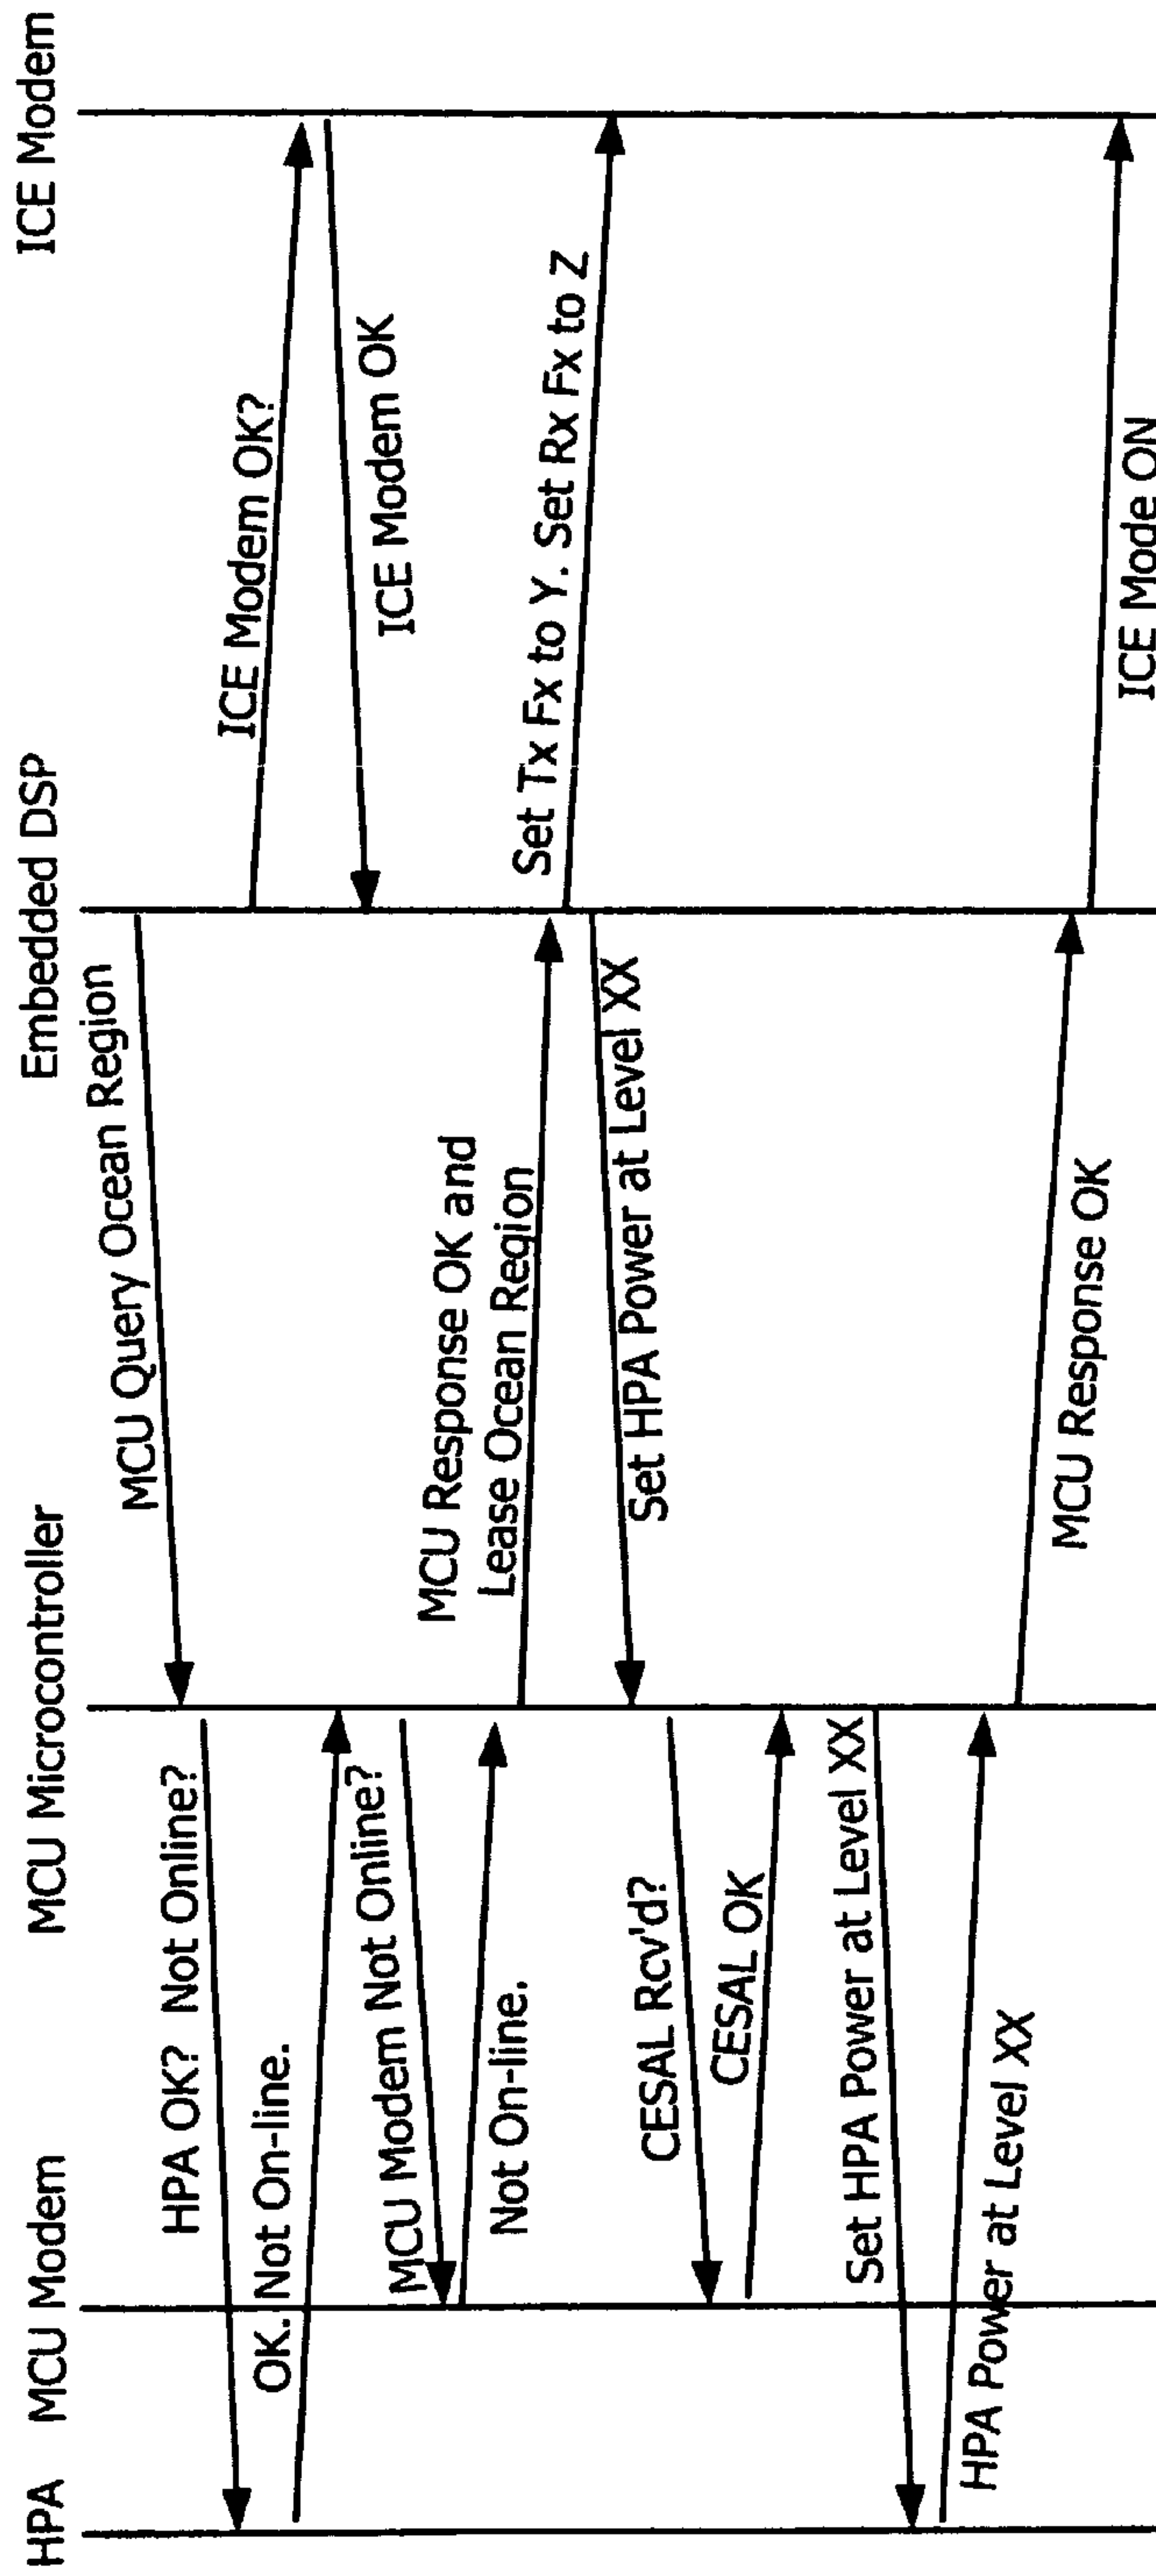 HPA
MCU Modem
MCU Microcontroller
Embedded DSP
ICE Modem
MCU Query Ocean Region
HPA OK? Not Online?
ICE Modem OK?
OK. Not On-line.
ICE Modem OK
MCU Modem Not Online?
Not On-line.
MCU Response OK and
Lease Ocean Region
Set Tx Fx to Y. Set Rx Fx to Z
Set HPA Power at Level XX
CESAL Rcv'd?
CESAL OK
Set HPA Power at Level XX
HPA Power at Level XX
MCU Response OK
ICE Mode ON